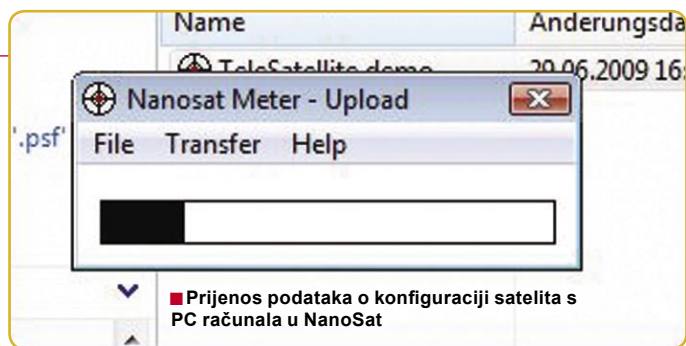 Name Änderungsda
TeleSatellite demo 29.06.2009 16:
Nanosat Meter - Upload
'.psf'
File Transfer Help
Prijenos podataka o konfiguraciji satelita s
PC računala u NanoSat